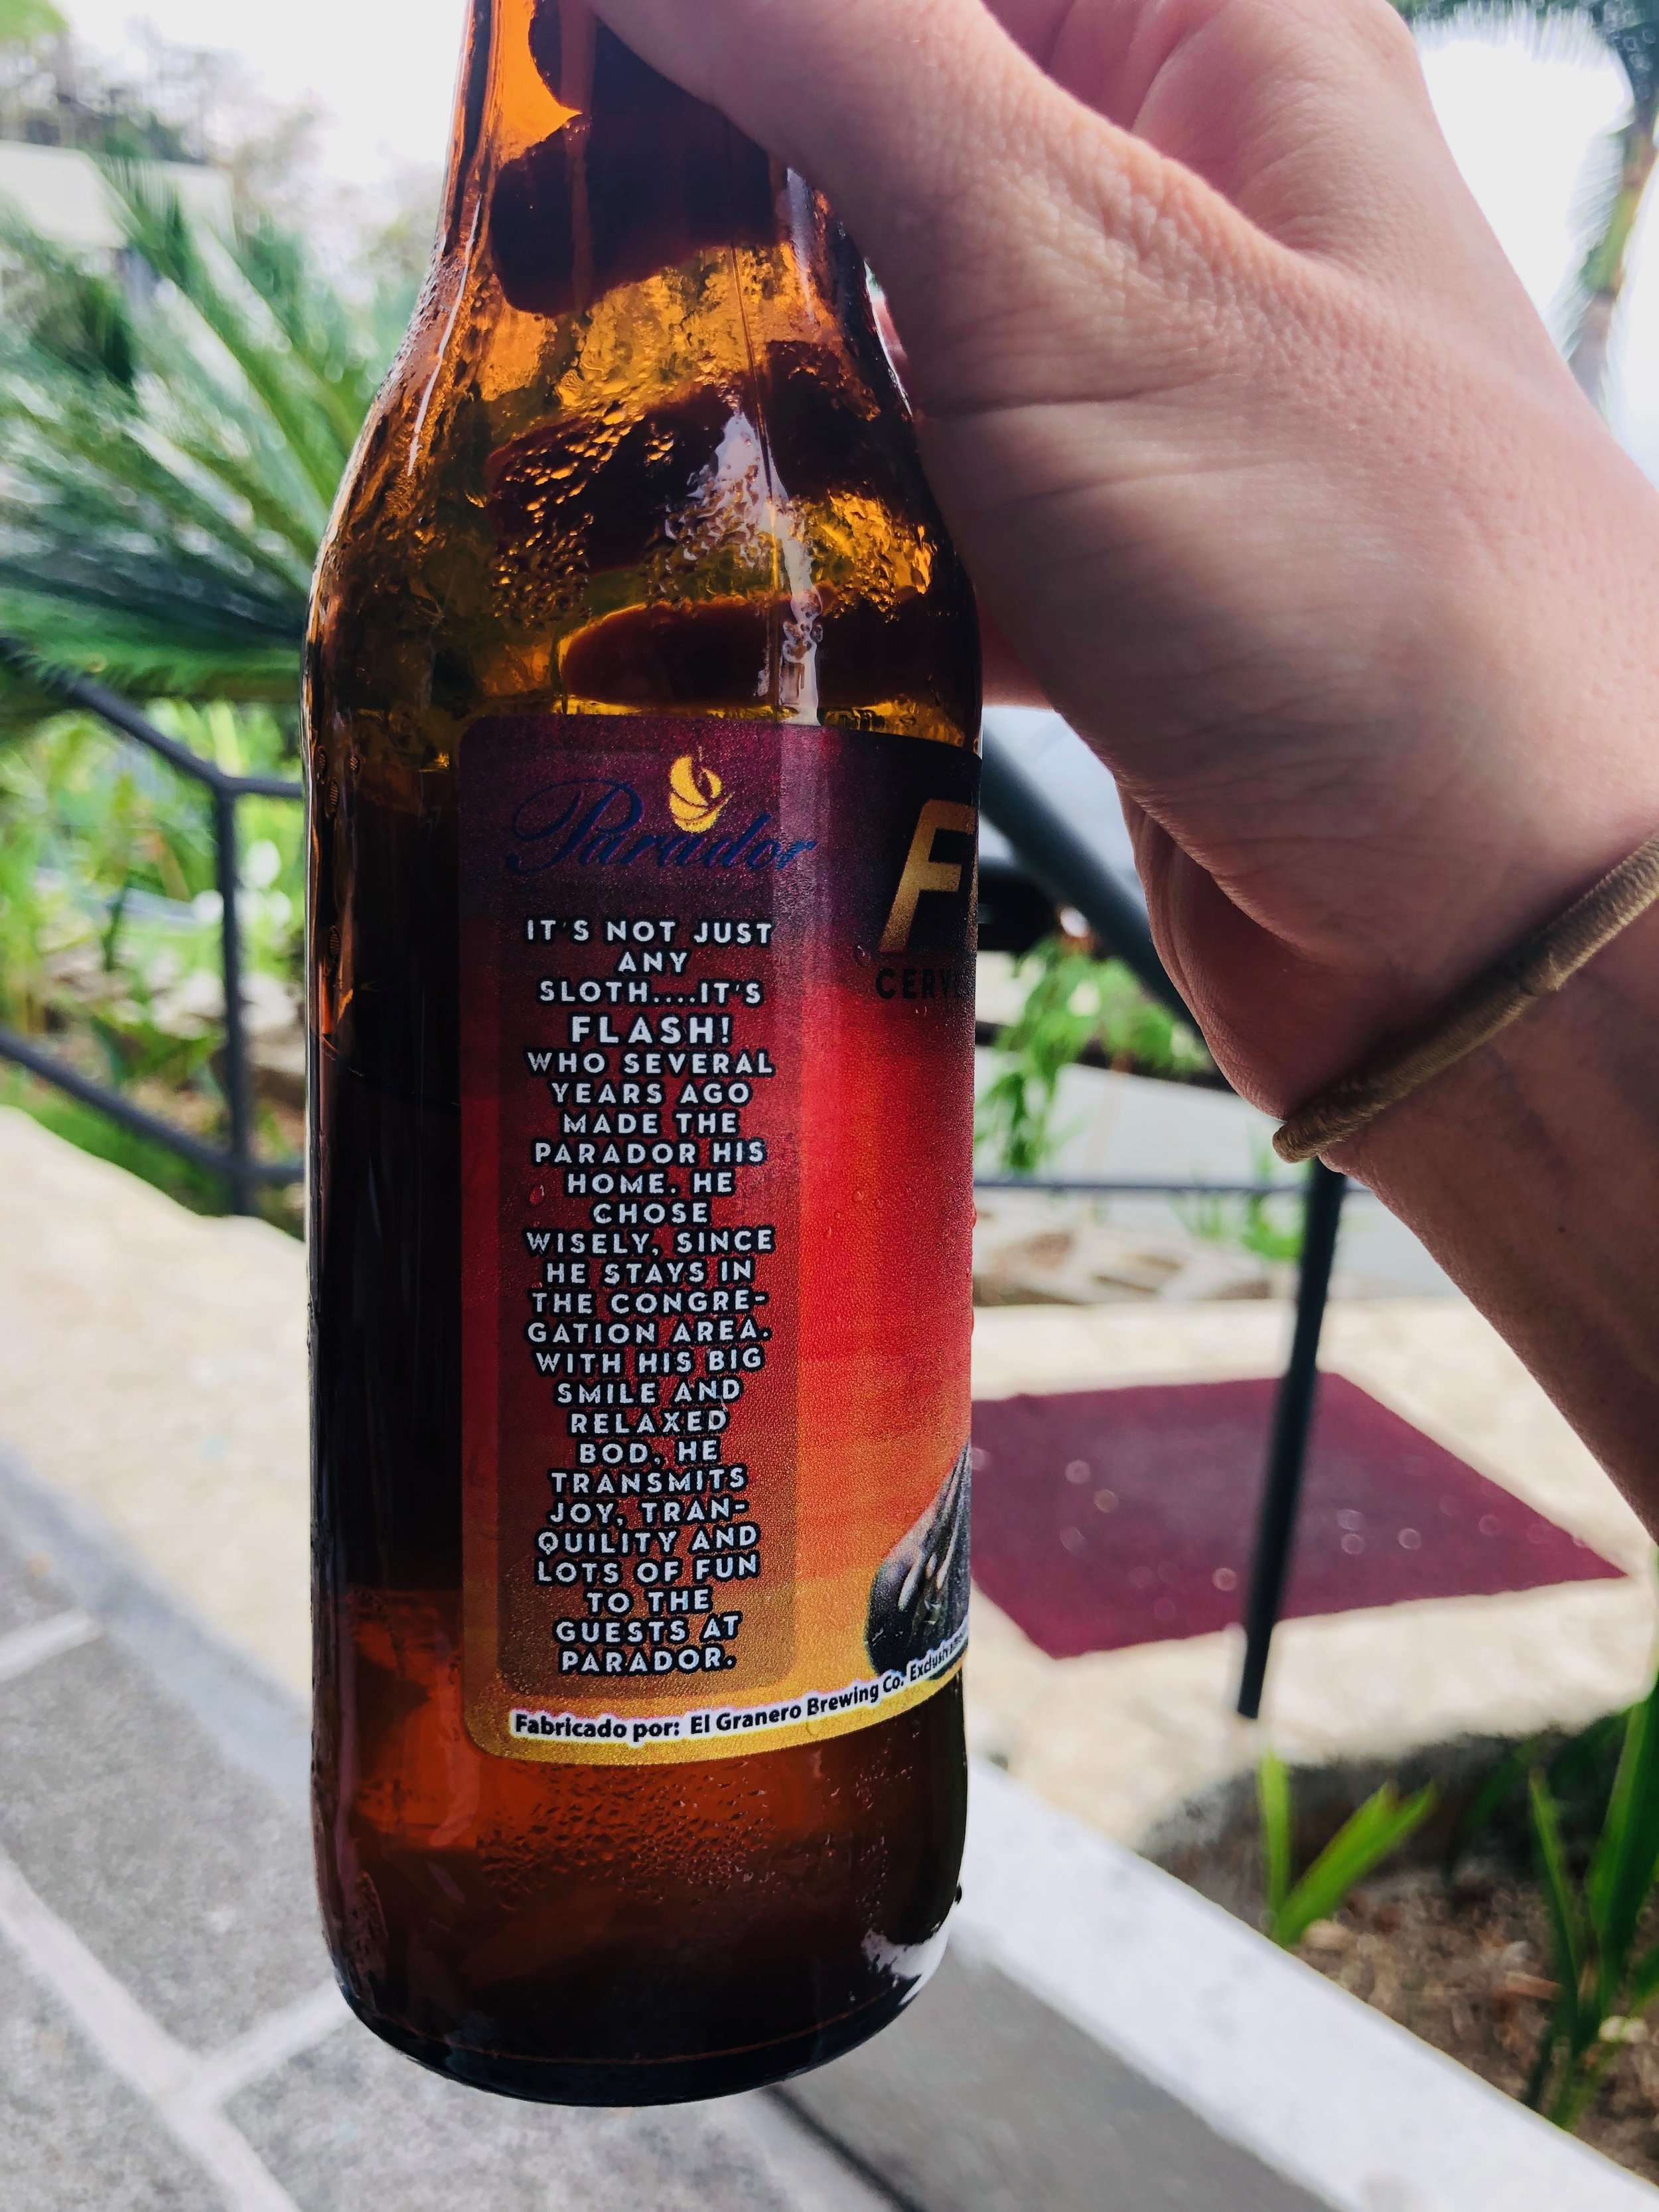 Parador
IT'S NOT JUST
ANY
SLOTH....IT'S
FLASH!
WHO SEVERAL
YEARS AGO
MADE THE
PARADOR HIS
HOME. HE
CHOSE
WISELY, SINCE
HE STAYS IN
THE CONGRE-
GATION AREA.
WITH HIS BIG
SMILE AND
RELAXED
BOD, HE
TRANSMITS
JOY, TRAN-
QUILITY AND
LOTS OF FUN
TO THE
GUESTS AT
PARADOR.
Fabricado por: El Granero Brewing Co.
F